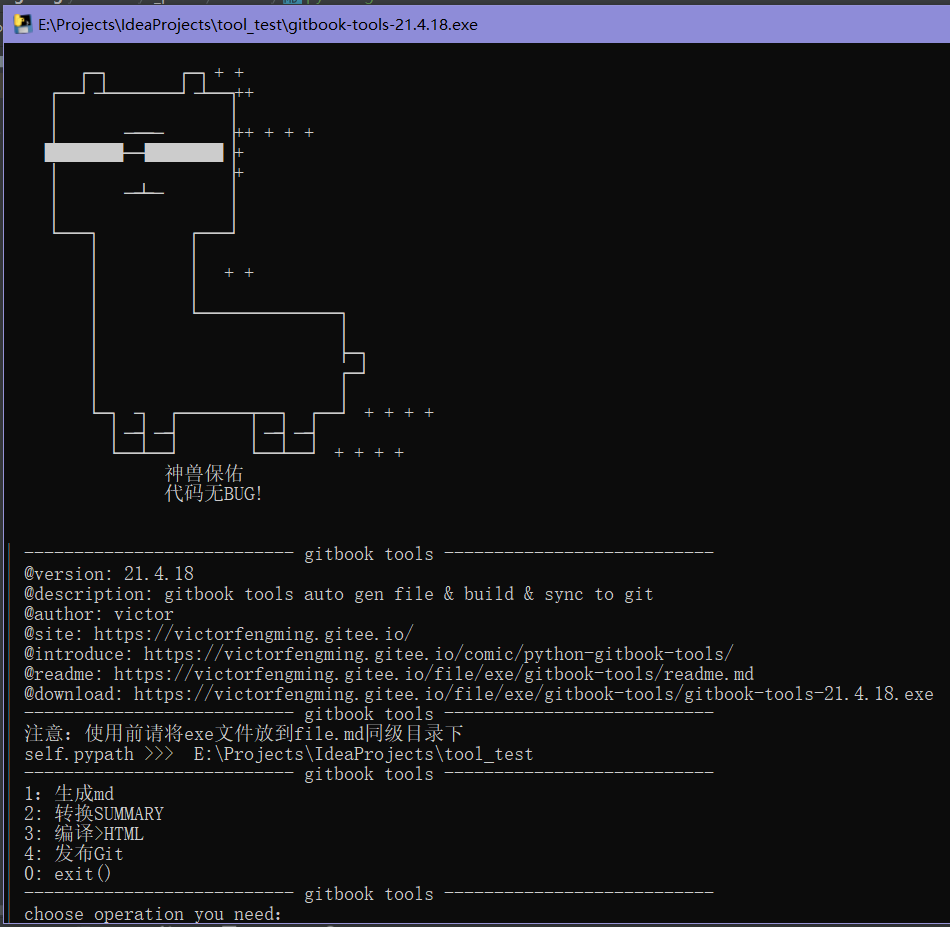 E:\Projects\IdeaProjects\tool_test\gitbook-tools-21.4.18.exe
+ +
++
++ + + +
+
+
+ +
+ + + +
+ + + +
神兽保佑
代码无BUG!
--------------------------- gitbook tools ---------------------------
@version: 21.4.18
@description: gitbook tools auto gen file & build & sync to git
@author: victor
@site: https://victorfengming.gitee.io/
@introduce: https://victorfengming.gitee.io/comic/python-gitbook-tools/
@readme: https://victorfengming.gitee.io/file/exe/gitbook-tools/readme.md
@download: https://victorfengming.gitee.io/file/exe/gitbook-tools/gitbook-tools-21.4.18.exe
--------------------------- gitbook tools ---------------------------
注意：使用前请将exe文件放到file.md同级目录下
self.pypath >>>  E:\Projects\IdeaProjects\tool_test
--------------------------- gitbook tools ---------------------------
1：生成md
2：转换SUMMARY
3：编译>HTML
4：发布Git
0：exit()
--------------------------- gitbook tools ---------------------------
choose operation you need: